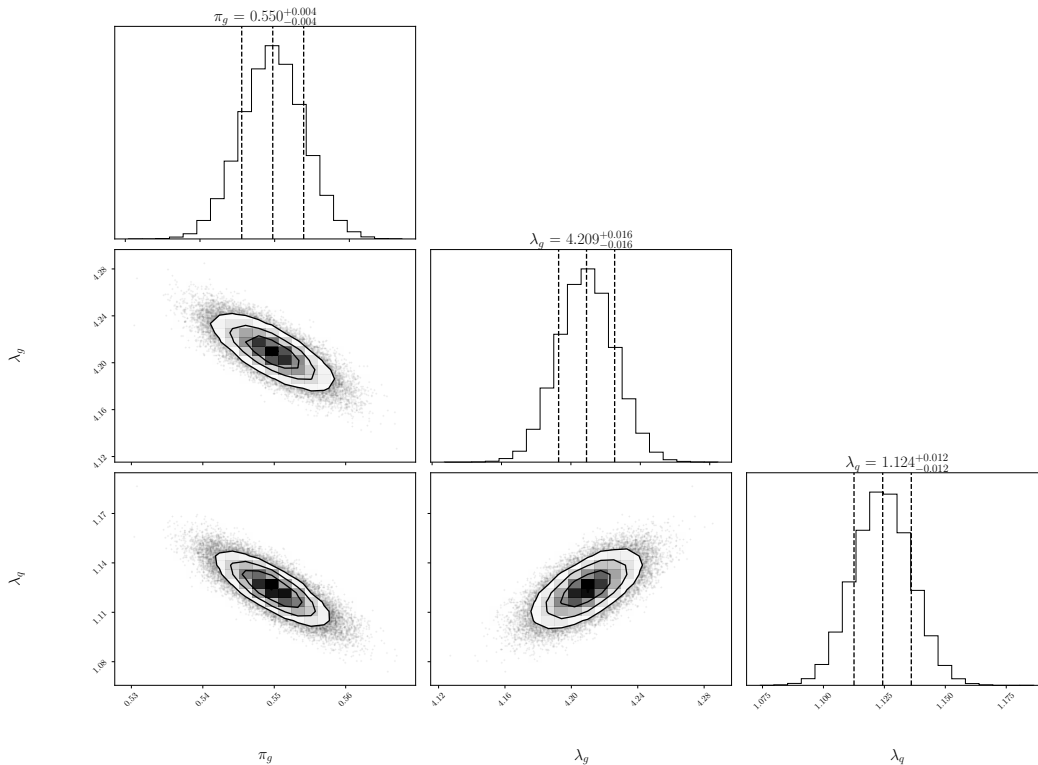 π_g = 0.550^{+0.004}_{-0.004}
λ_g = 4.209^{+0.016}_{-0.016}
λ_g
4.28
4.24
4.20
4.16
4.12
λ_q = 1.124^{+0.012}_{-0.012}
λ_q
1.17
1.14
1.11
1.08
0.53 0.54 0.55 0.56
4.12 4.16 4.20 4.24 4.28
1.075 1.100 1.125 1.150 1.175
π_g
λ_g
λ_q